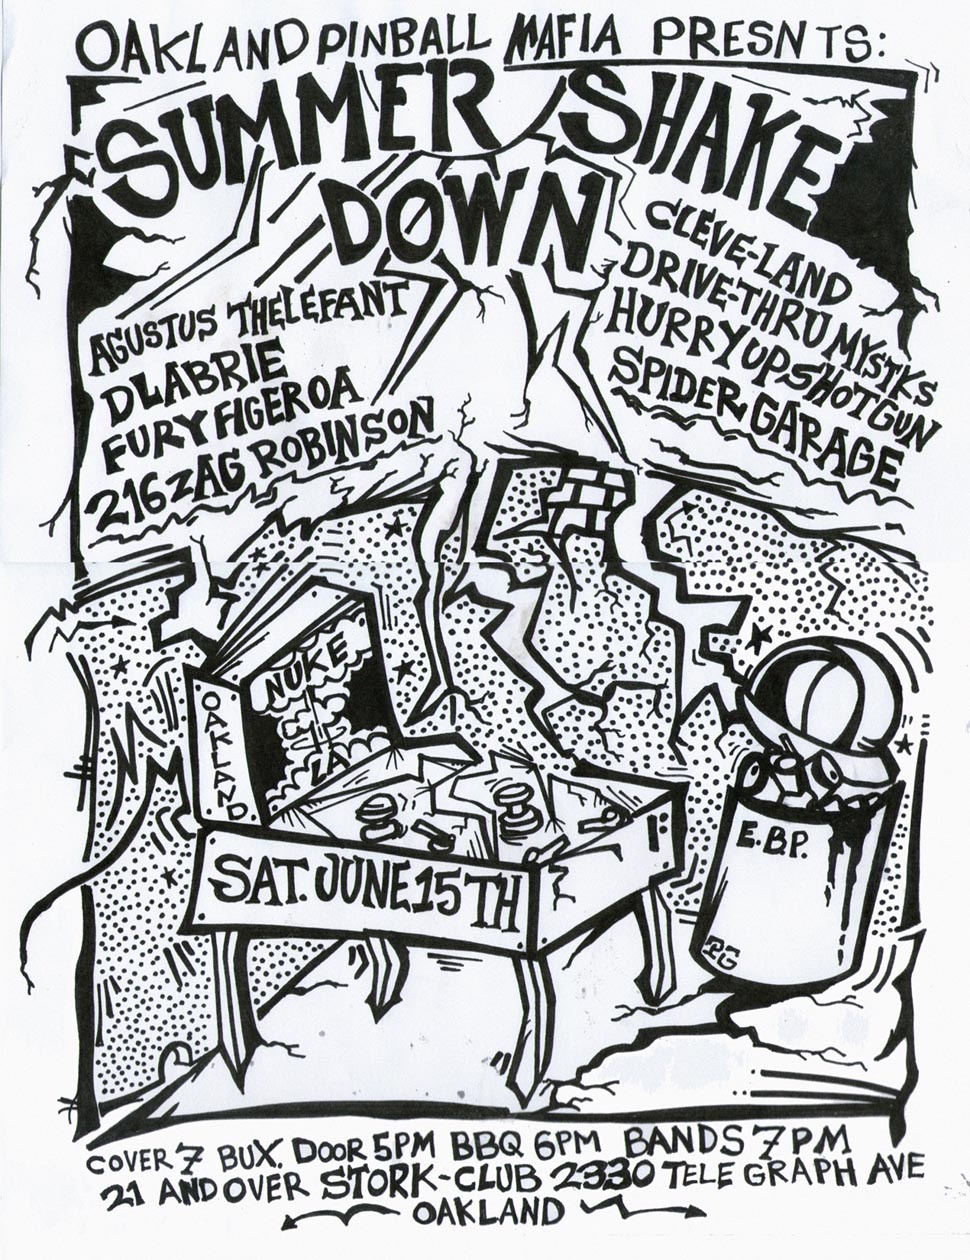 OAKLAND PINBALL MAFIA PRESNTS:
SUMMER SHAKE
DOWN
AGUSTUS THELEFANT
DLABRIE
FURY FIGEROA
216 ZAG ROBINSON
CLEVE-LAND
DRIVE-THRU MYSTKS
HURRY UP SHOTGUN
SPIDER GARAGE
NUKE
LA
OAKLAND
SAT. JUNE 15TH
E.B.P.
COVER 7 BUX. DOOR 5PM BBQ 6PM BANDS 7PM
21 AND OVER STORK-CLUB 2330 TELEGRAPH AVE
OAKLAND